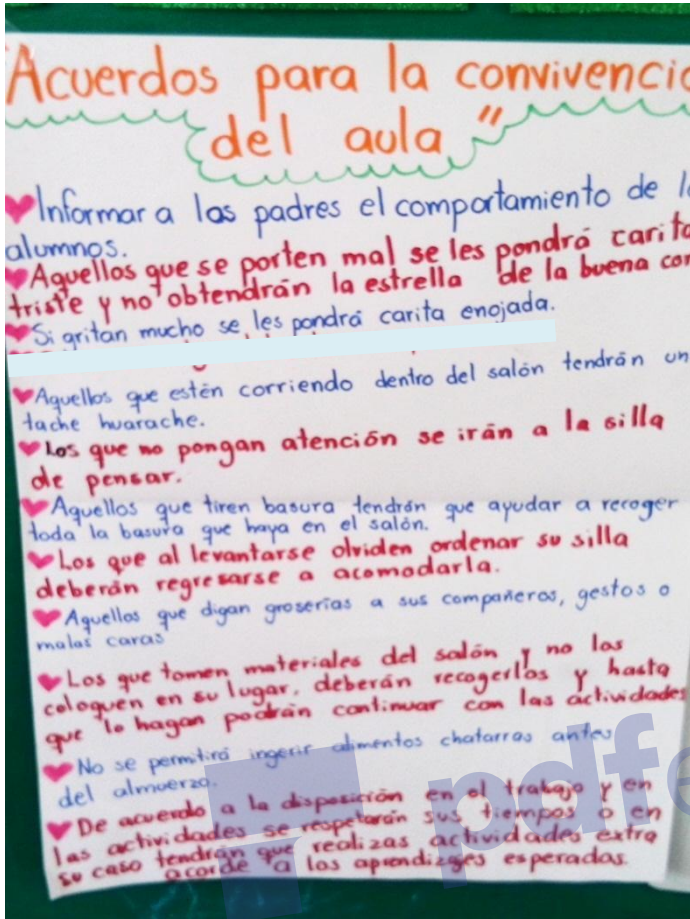 "Acuerdos para la convivencia
del aula"
Informar a los padres el comportamiento de l
alumnos.
Aquellos que se porten mal se les pondrá carita
triste y no obtendrán la estrella de la buena con
Si gritan mucho se les pondrá carita enojada.
Aquellos que estén corriendo dentro del salón tendrán un
tache huarache.
Los que no pongan atención se irán a la silla
de pensar.
Aquellos que tiren basura tendrán que ayudar a recoger
toda la basura que haya en el salón.
Los que al levantarse olviden ordenar su silla
deberán regresarse a acomodarla.
Aquellos que digan groserías a sus compañeros, gestos o
malas caras
Los que tomen materiales del salón y no los
coloquen en su lugar, deberán recogerlos y hasta
que lo hagan podrán continuar con las actividades
No se permitirá ingerir alimentos chatarras antes
del almuerzo.
De acuerdo a la disposición en el trabajo y en
las actividades se respetarán sus tiempos o en
su caso tendrán que realizas actividades extra
acorde a los aprendizajes esperados.
pdfe